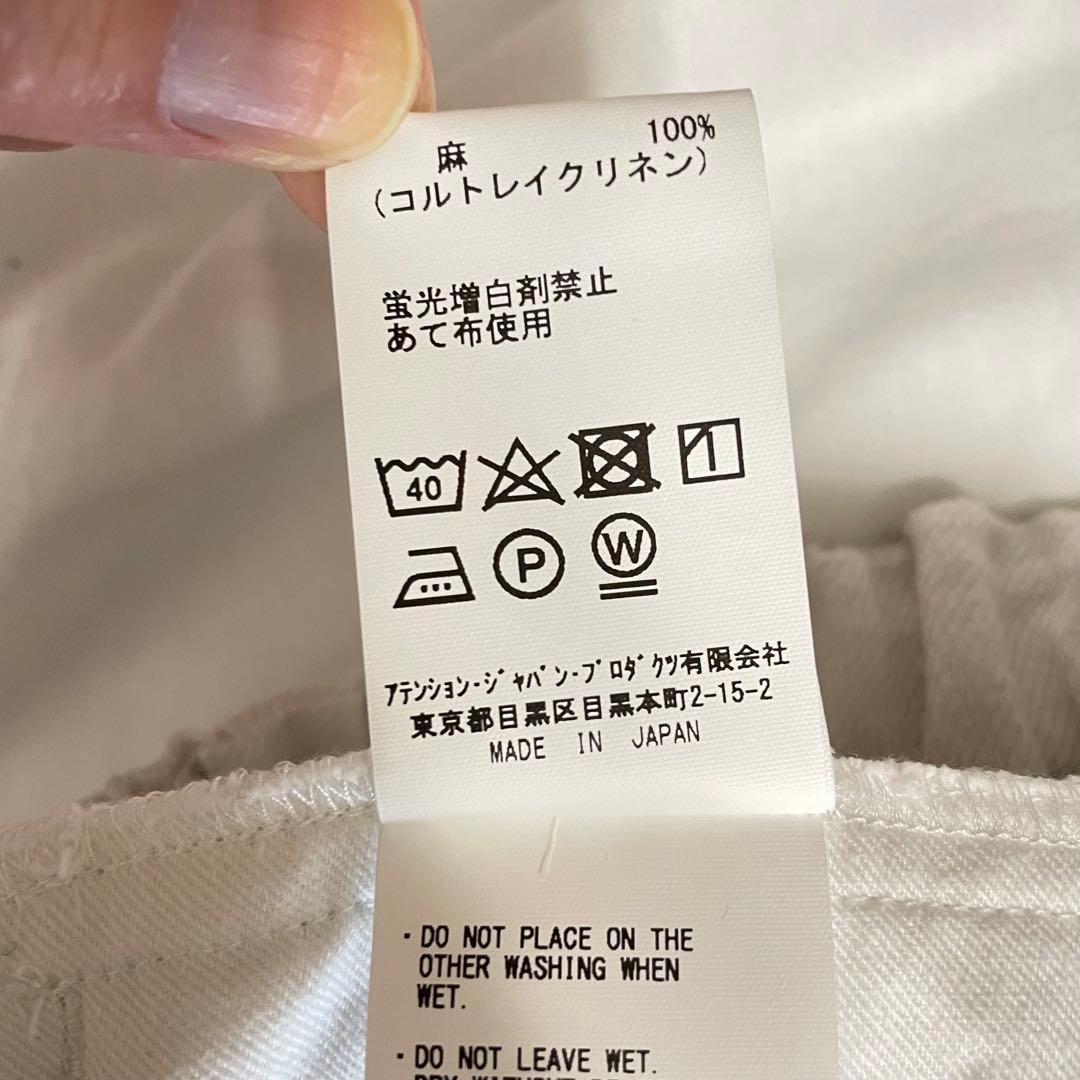 麻 100%
(コルトレイクリネン)
蛍光増白剤禁止
あて布使用
40
P
W
アテンション･ジャパン･プロダクツ有限会社
東京都目黒区目黒本町2-15-2
MADE IN JAPAN
・DO NOT PLACE ON THE
OTHER WASHING WHEN
WET.
・DO NOT LEAVE WET.
DRY WITHOUT